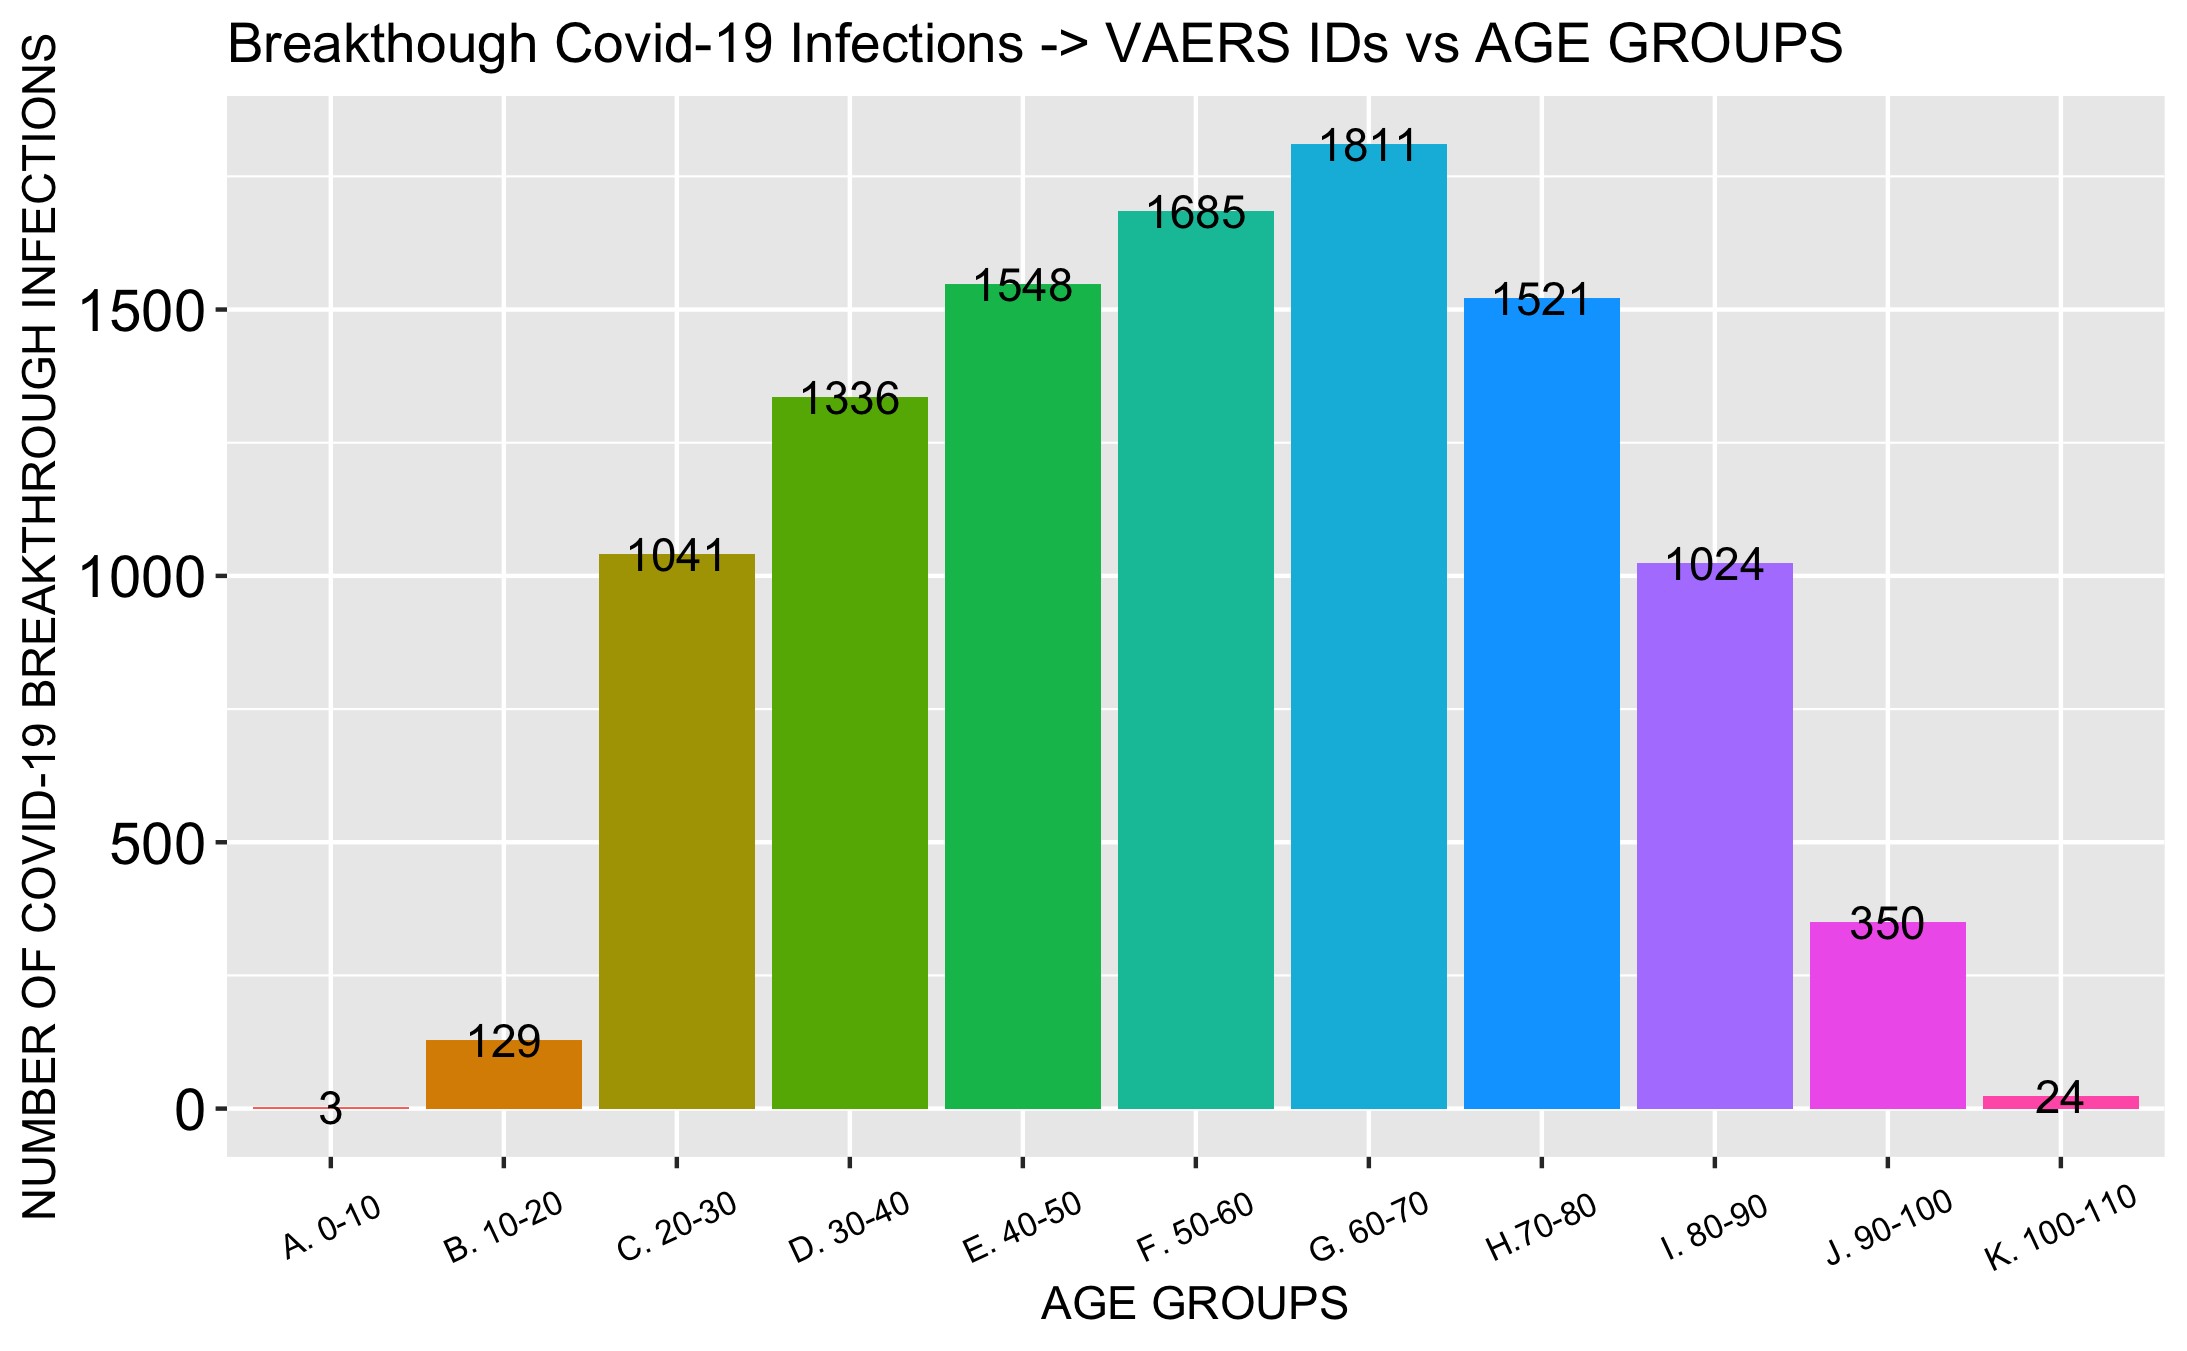 Breakthough Covid-19 Infections -> VAERS IDs vs AGE GROUPS
NUMBER OF COVID-19 BREAKTHROUGH INFECTIONS
1500
1000
500
0
3
129
1041
1336
1548
1685
1811
1521
1024
350
24
A. 0-10
B. 10-20
C. 20-30
D. 30-40
E. 40-50
F. 50-60
G. 60-70
H.70-80
I. 80-90
J. 90-100
K. 100-110
AGE GROUPS